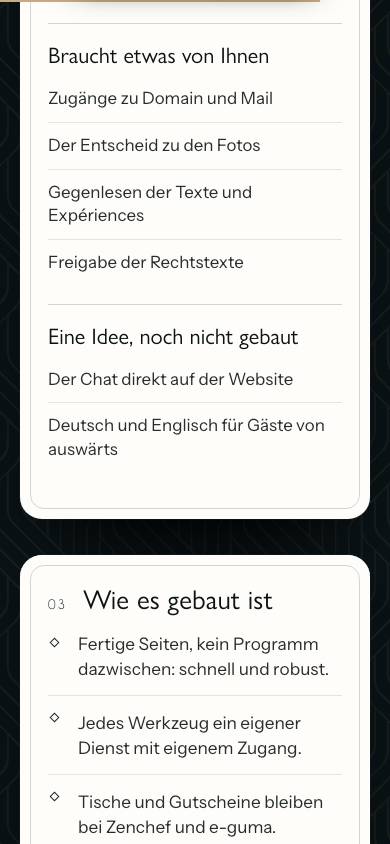 Braucht etwas von Ihnen
Zugänge zu Domain und Mail
Der Entscheid zu den Fotos
Gegenlesen der Texte und
Expériences
Freigabe der Rechtstexte
Eine Idee, noch nicht gebaut
Der Chat direkt auf der Website
Deutsch und Englisch für Gäste von
auswärts
03 Wie es gebaut ist
Fertige Seiten, kein Programm
dazwischen: schnell und robust.
Jedes Werkzeug ein eigener
Dienst mit eigenem Zugang.
Tische und Gutscheine bleiben
bei Zenchef und e-guma.